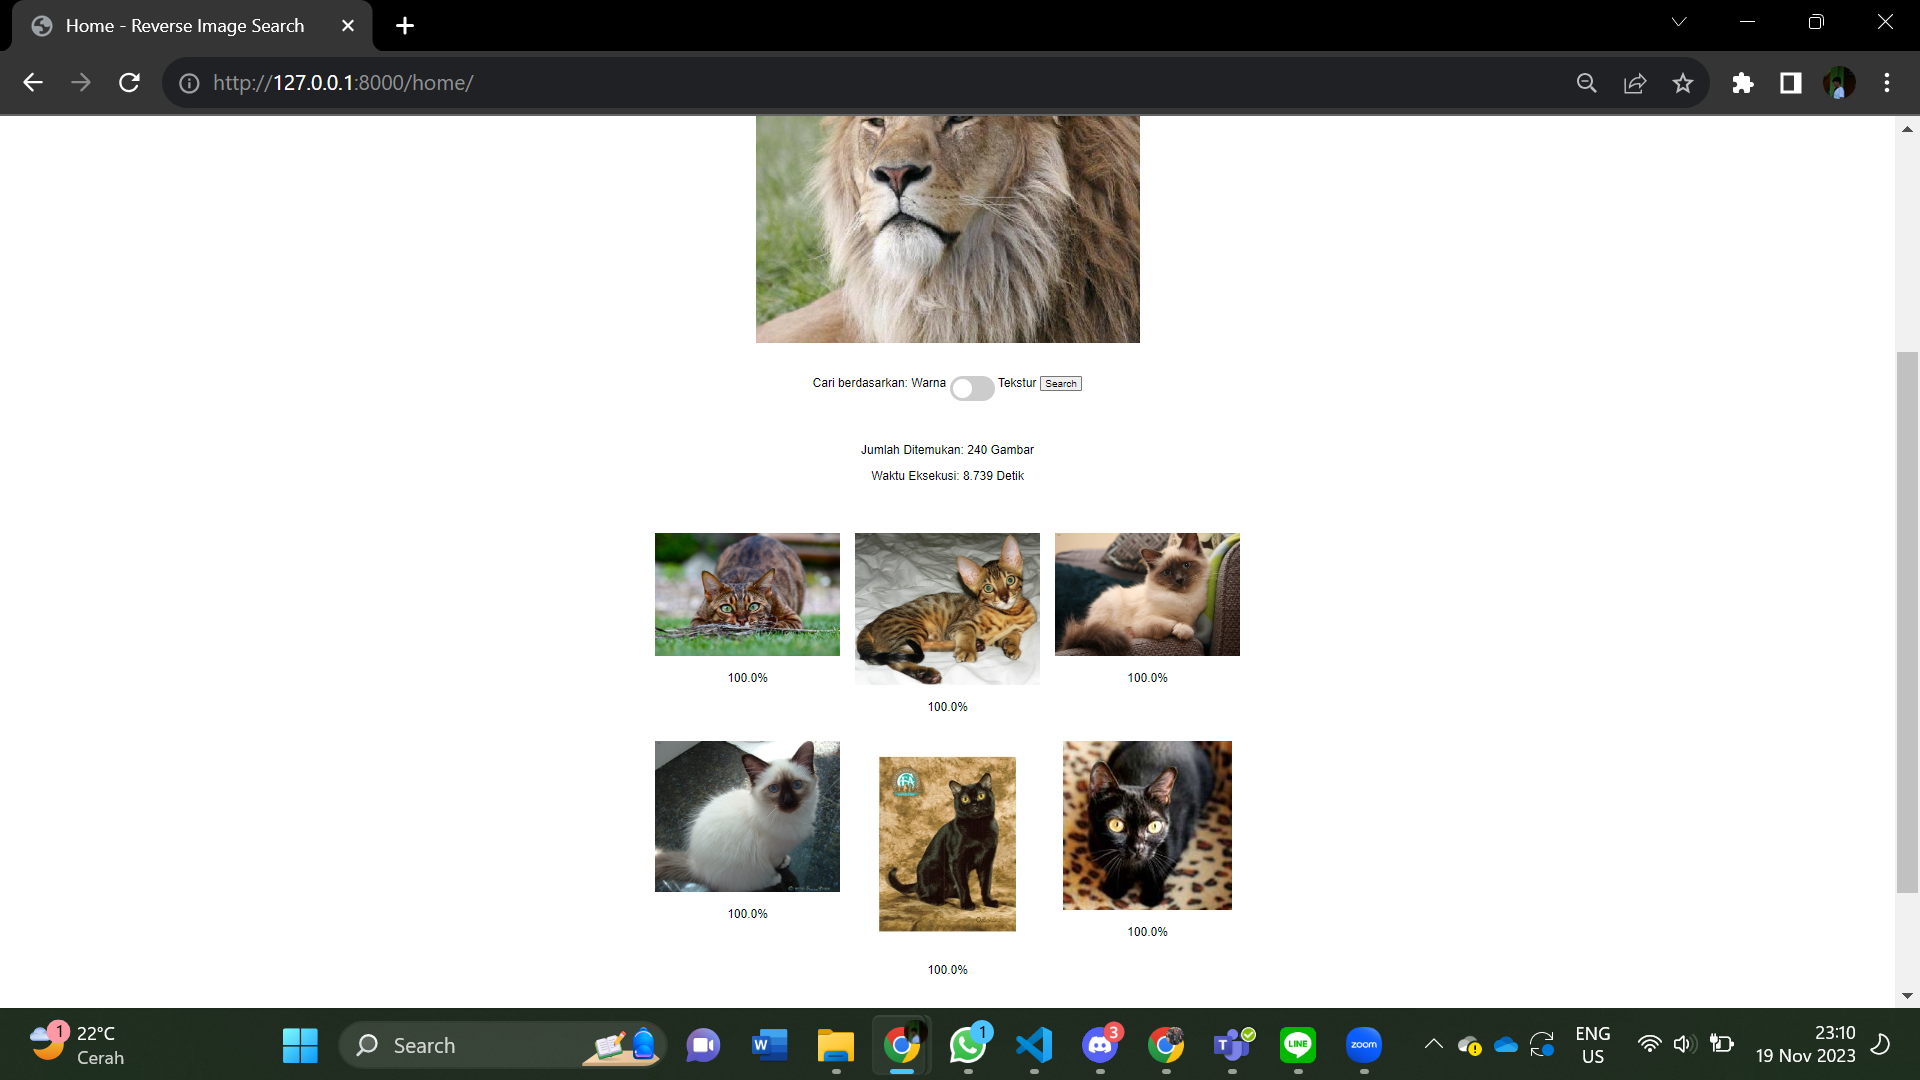 Home - Reverse Image Search
http://127.0.0.1:8000/home/
Cari berdasarkan: Warna Tekstur Search
Jumlah Ditemukan: 240 Gambar
Waktu Eksekusi: 8.739 Detik
100.0% 100.0%
100.0%
100.0%
100.0%
100.0%
1 22°C
Cerah
Search
W
1
3
T
LINE
zoom
ENG
US
23:10
19 Nov 2023